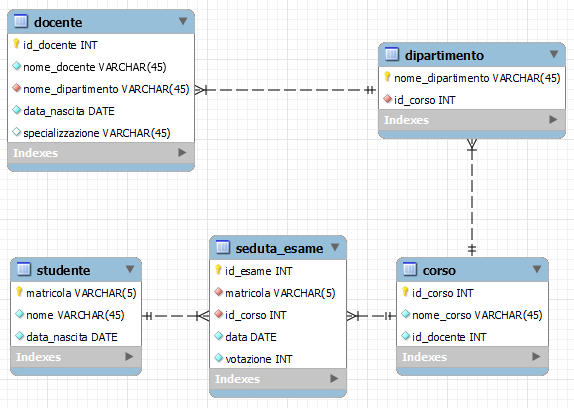 docente
id_docente INT
nome_docente VARCHAR(45)
nome_dipartimento VARCHAR(45)
data_nascita DATE
specializzazione VARCHAR(45)
Indexes
dipartimento
nome_dipartimento VARCHAR(45)
id_corso INT
Indexes
studente
matricola VARCHAR(5)
nome VARCHAR(45)
data_nascita DATE
Indexes
seduta_esame
id_esame INT
matricola VARCHAR(5)
id_corso INT
data DATE
votazione INT
Indexes
corso
id_corso INT
nome_corso VARCHAR(45)
id_docente INT
Indexes